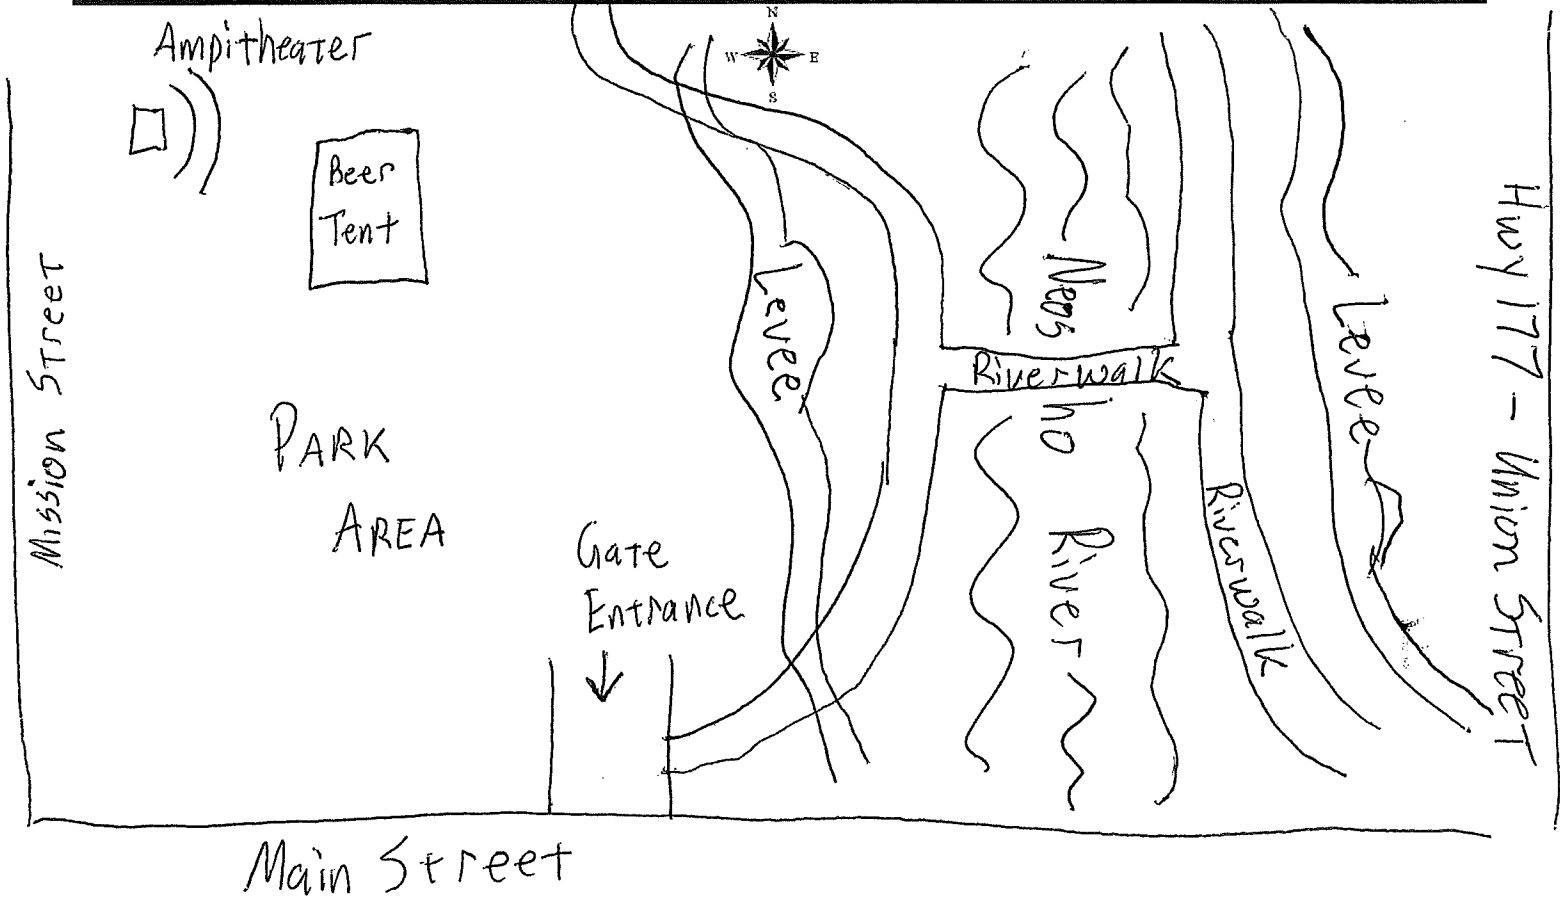 Ampitheater
N
W E
S
Beer
Tent
Mission Street
PARK
AREA
Gate
Entrance
Levee
Neosho River
Riverwalk
Riverwalk
Levee
Hwy 177 - Union Street
Main Street